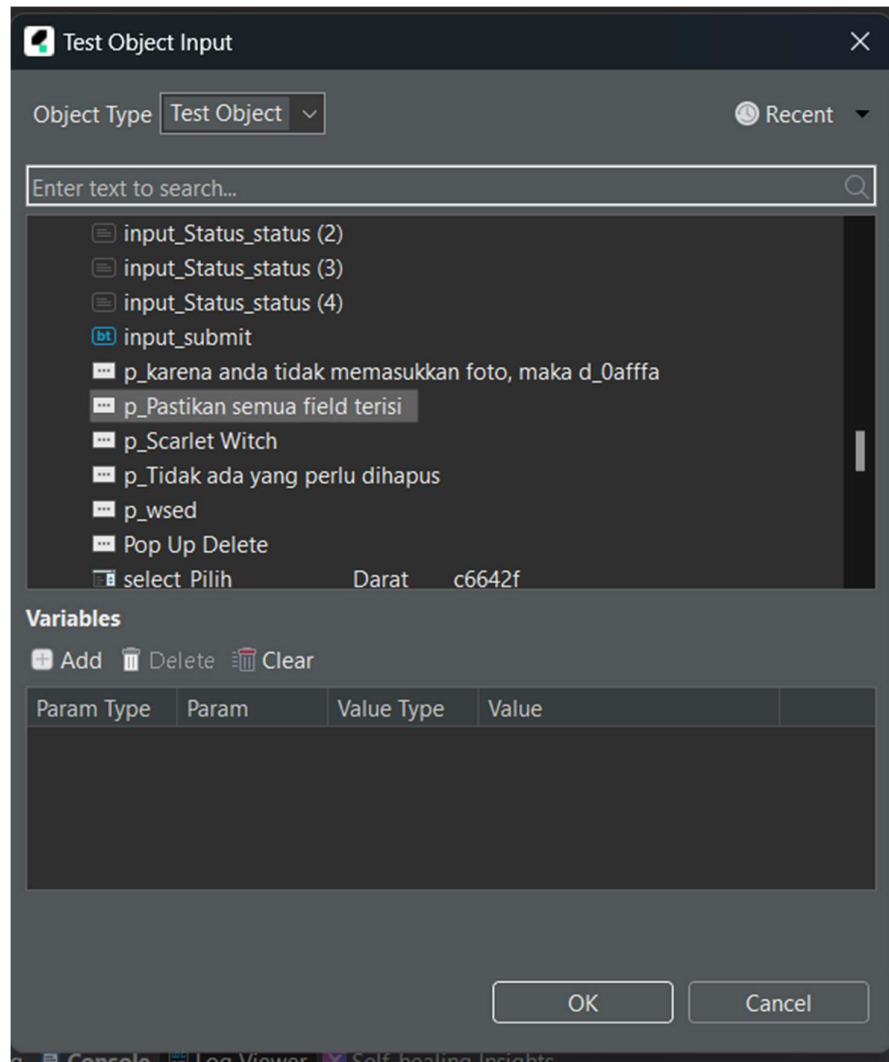 Test Object Input
Object Type Test Object Recent
Enter text to search...
input_Status_status (2)
input_Status_status (3)
input_Status_status (4)
bt input_submit
p_karena anda tidak memasukkan foto, maka d_0afffa
p_Pastikan semua field terisi
p_Scarlet Witch
p_Tidak ada yang perlu dihapus
p_wsed
Pop Up Delete
select_Pilih Darat c6642f
Variables
Add Delete Clear
Param Type Param Value Type Value
OK Cancel
Console Log Viewer Self-healing Insights